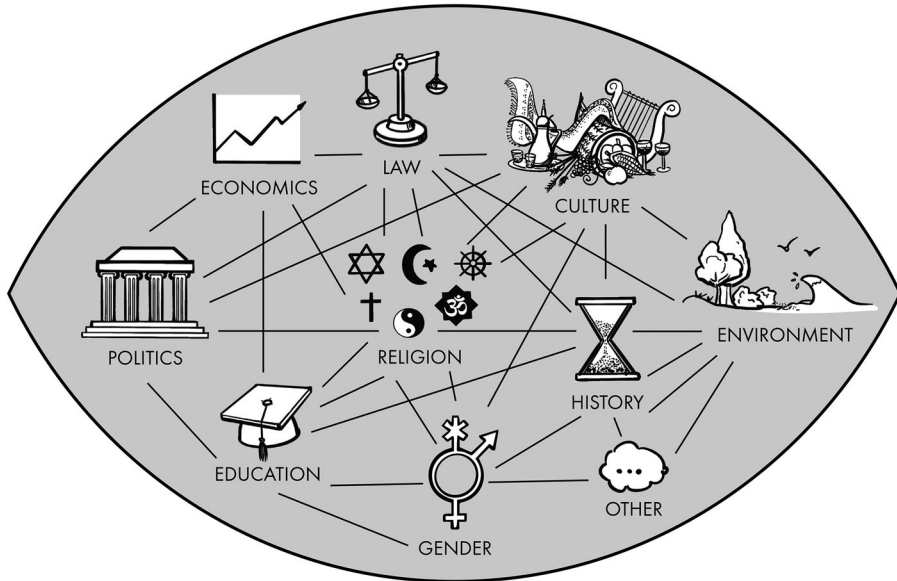 LAW
ECONOMICS
CULTURE
ENVIRONMENT
POLITICS
RELIGION
HISTORY
EDUCATION
OTHER
GENDER